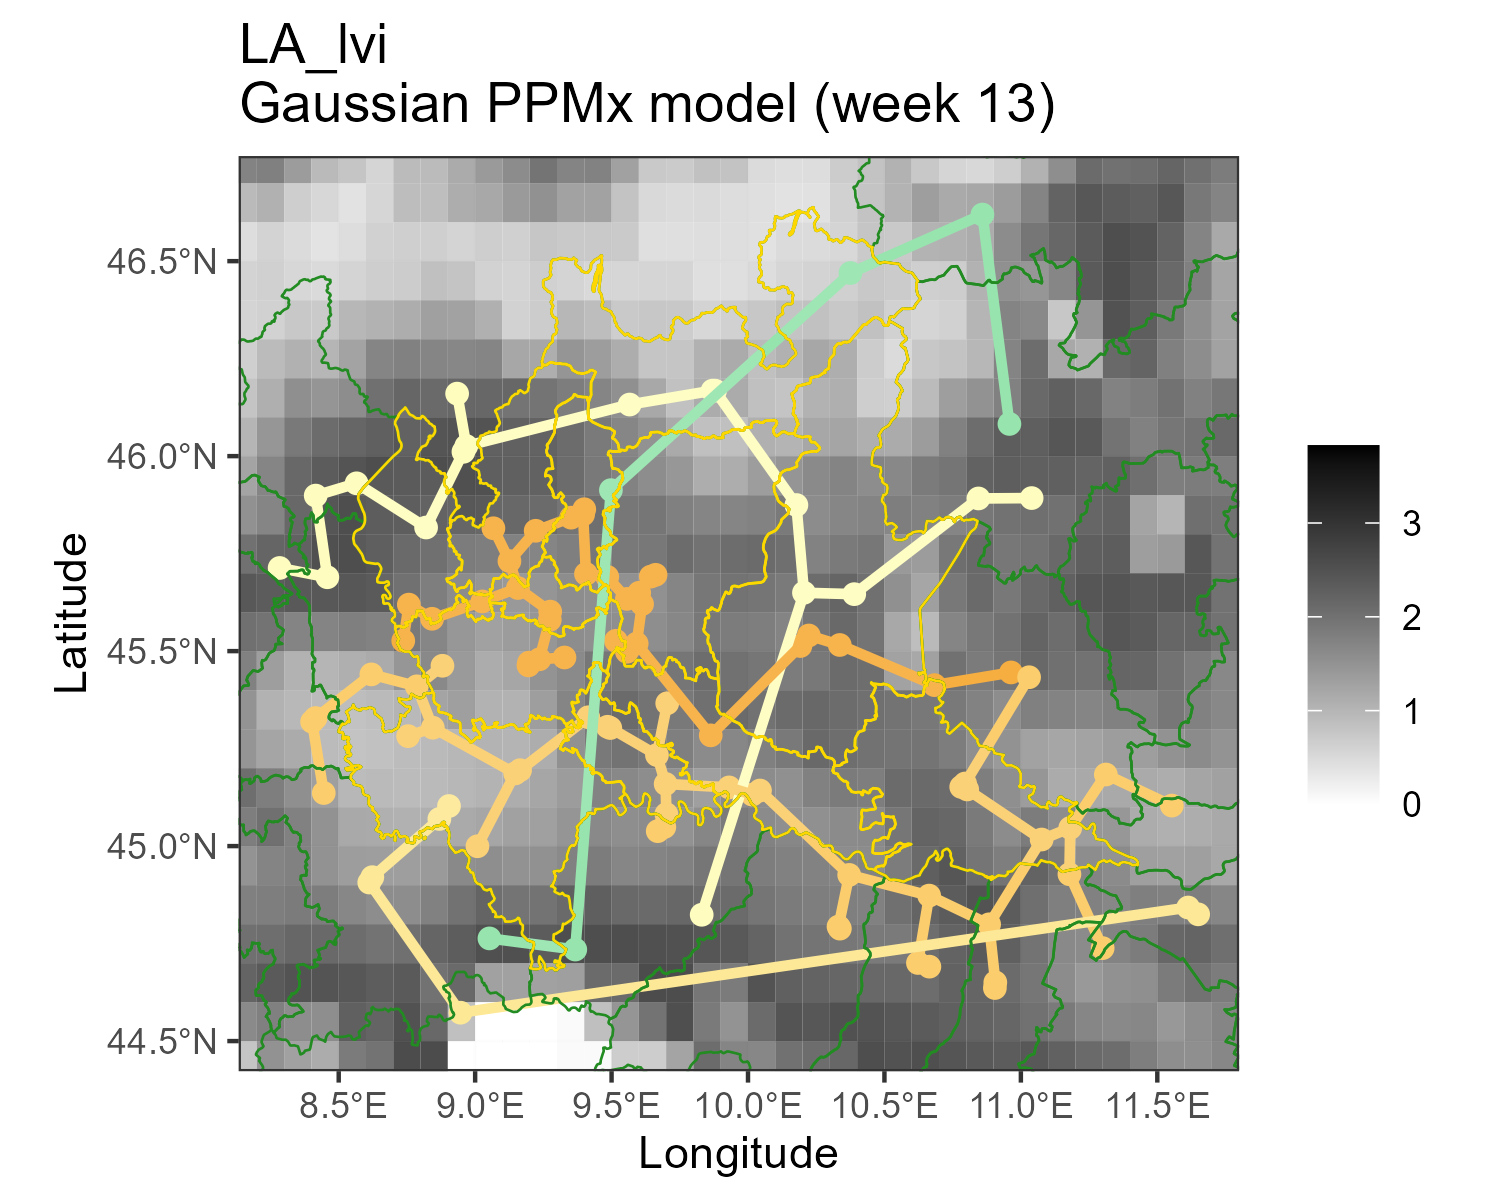 LA_lvi
Gaussian PPMx model (week 13)
46.5°N
46.0°N
45.5°N
45.0°N
44.5°N
Latitude
8.5°E 9.0°E 9.5°E 10.0°E 10.5°E 11.0°E 11.5°E
Longitude
3
2
1
0